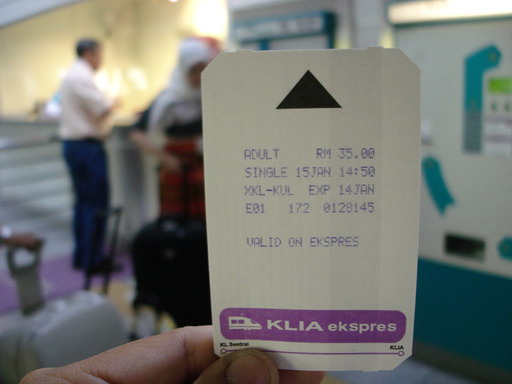 ADULT RM 35.00
SINGLE 15JAN 14:50
XKL-KUL EXP 14JAN
E01 172 0128145
VALID ON EKSPRES
KLIA ekspres
KL Sentral KLIA